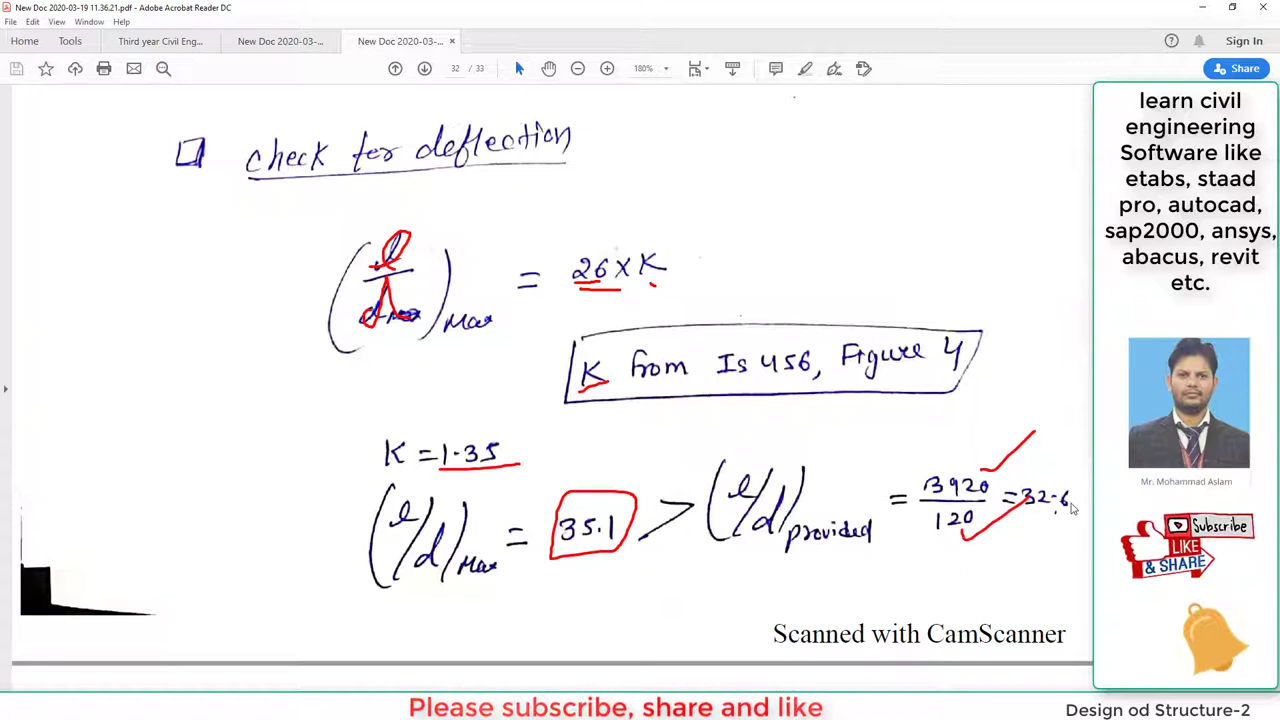 New Doc 2020-03-19 11.36.21.pdf - Adobe Acrobat Reader DC
File Edit View Window Help
Home Tools Third year Civil Eng... New Doc 2020-03-... New Doc 2020-03-... ×
Sign In
32 / 33 180% Share
check for deflection
(l/d)Max = 26 x K
K from Is 456, Figure 4
K = 1.35
(l/d)Max = 35.1 > (l/d)provided = 3920/120 = 32.6
Scanned with CamScanner
learn civil
engineering
Software like
etabs, staad
pro, autocad,
sap2000, ansys,
abacus, revit
etc.
Mr. Mohammad Aslam
Subscribe
LIKE
& SHARE
Please subscribe, share and like
Design od Structure-2